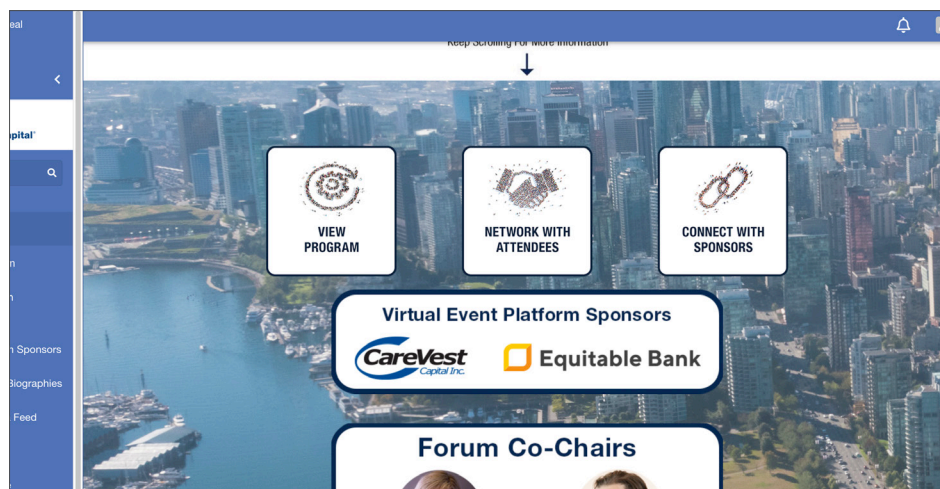 eal
pital
Keep Scrolling For More Information
VIEW
PROGRAM
NETWORK WITH
ATTENDEES
CONNECT WITH
SPONSORS
n
n
n Sponsors
Biographies
Feed
Virtual Event Platform Sponsors
CareVest
Capital Inc.
Equitable Bank
Forum Co-Chairs